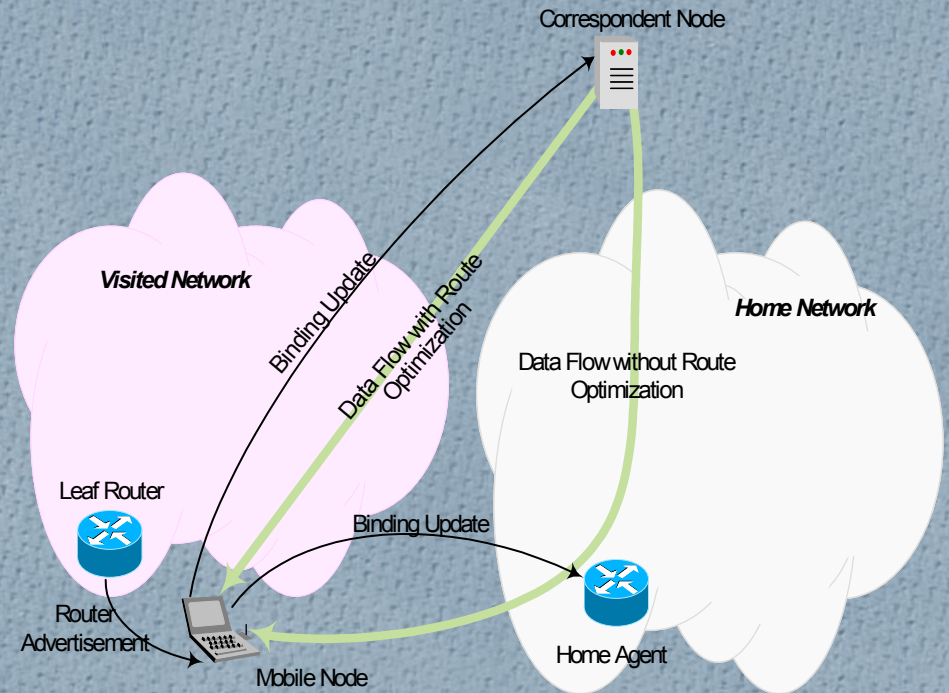 Correspondent Node
Visited Network
Binding Update
Data Flow with Route
Optimization
Home Network
Data Flow without Route
Optimization
Leaf Router
Binding Update
Router
Advertisement
Mobile Node
Home Agent